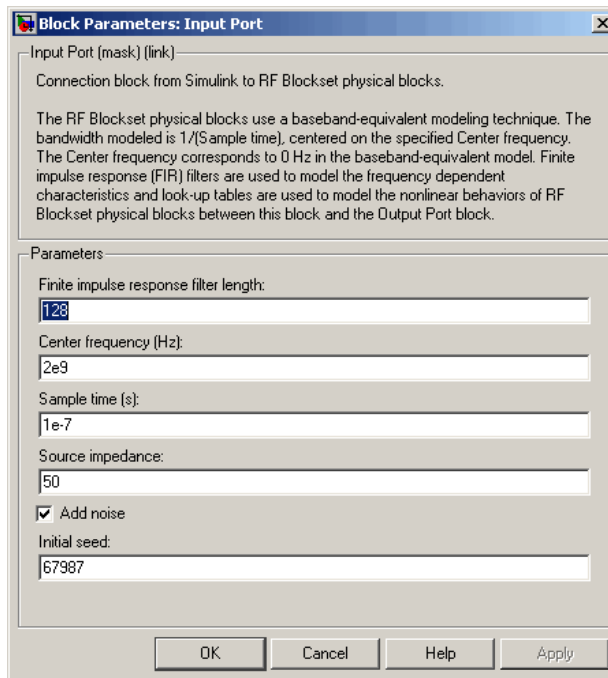 Block Parameters: Input Port
Input Port (mask) (link)
Connection block from Simulink to RF Blockset physical blocks.
The RF Blockset physical blocks use a baseband-equivalent modeling technique. The
bandwidth modeled is 1/(Sample time), centered on the specified Center frequency.
The Center frequency corresponds to 0 Hz in the baseband-equivalent model. Finite
impulse response (FIR) filters are used to model the frequency dependent
characteristics and look-up tables are used to model the nonlinear behaviors of RF
Blockset physical blocks between this block and the Output Port block.
Parameters
Finite impulse response filter length:
128
Center frequency (Hz):
2e9
Sample time (s):
1e-7
Source impedance:
50
Add noise
Initial seed:
67987
OK Cancel Help Apply